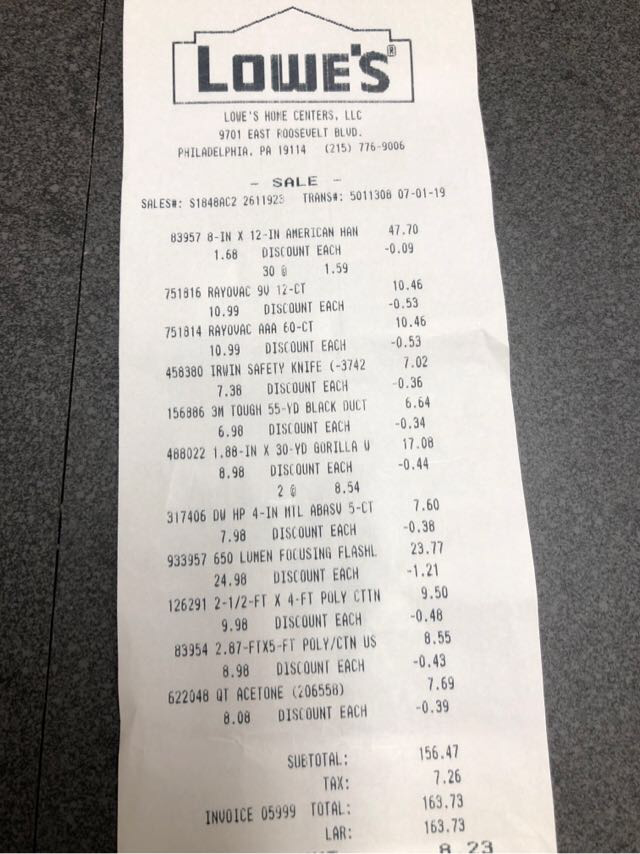 LOWE'S®
LOWE'S HOME CENTERS, LLC
9701 EAST ROOSEVELT BLVD.
PHILADELPHIA, PA 19114 (215) 776-9006
- SALE -
SALES#: S1848AC2 2611923 TRANS#: 5011308 07-01-19
83957 8-IN X 12-IN AMERICAN HAN 47.70
1.68 DISCOUNT EACH -0.09
30 @ 1.59
751816 RAYOVAC 9V 12-CT 10.46
10.99 DISCOUNT EACH -0.53
751814 RAYOVAC AAA 60-CT 10.46
10.99 DISCOUNT EACH -0.53
458380 IRWIN SAFETY KNIFE (-3742 7.02
7.38 DISCOUNT EACH -0.36
156886 3M TOUGH 55-YD BLACK DUCT 6.64
6.98 DISCOUNT EACH -0.34
488022 1.88-IN X 30-YD GORILLA W 17.08
8.98 DISCOUNT EACH -0.44
2 @ 8.54
317406 DW HP 4-IN MTL ABASV 5-CT 7.60
7.98 DISCOUNT EACH -0.38
933957 650 LUMEN FOCUSING FLASHL 23.77
24.98 DISCOUNT EACH -1.21
126291 2-1/2-FT X 4-FT POLY CTTN 9.50
9.98 DISCOUNT EACH -0.48
83954 2.87-FTX5-FT POLY/CTN US 8.55
8.98 DISCOUNT EACH -0.43
622048 QT ACETONE (206558) 7.69
8.08 DISCOUNT EACH -0.39
SUBTOTAL: 156.47
TAX: 7.26
INVOICE 05999 TOTAL: 163.73
LAR: 163.73
8.23